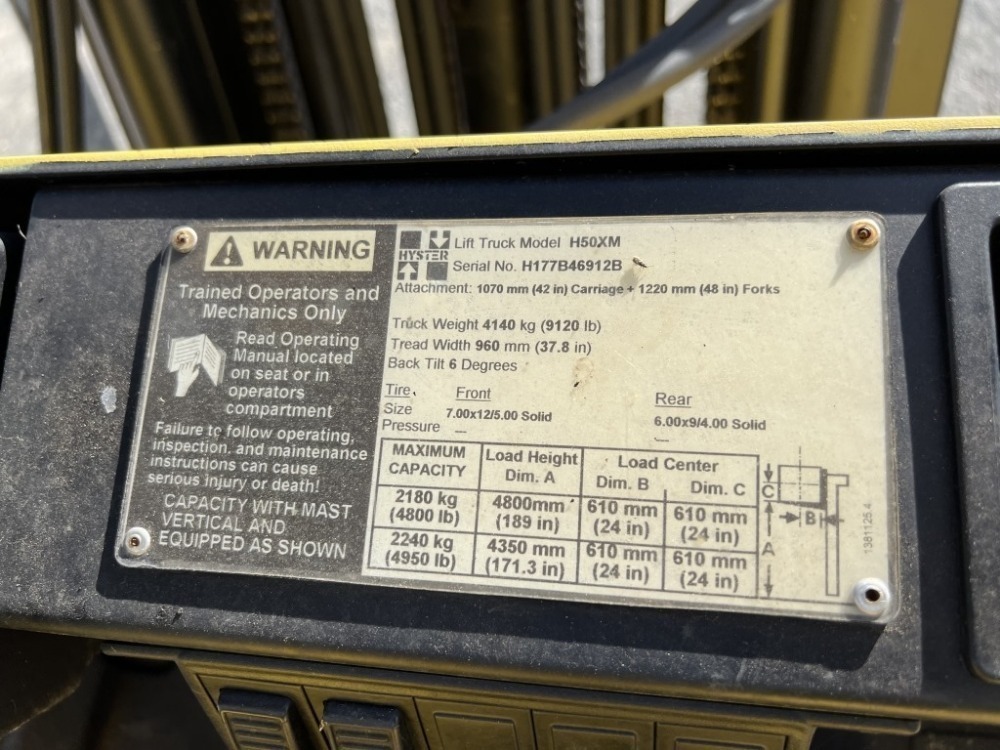 WARNING
Trained Operators and
Mechanics Only
Read Operating
Manual located
on seat or in
operators
compartment
Failure to follow operating,
inspection, and maintenance
instructions can cause
serious injury or death!
CAPACITY WITH MAST
VERTICAL AND
EQUIPPED AS SHOWN
HYSTER
Lift Truck Model H50XM
Serial No. H177B46912B
Attachment: 1070 mm (42 in) Carriage + 1220 mm (48 in) Forks
Truck Weight 4140 kg (9120 lb)
Tread Width 960 mm (37.8 in)
Back Tilt 6 Degrees
Tire Front Rear
Size 7.00x12/5.00 Solid 6.00x9/4.00 Solid
Pressure — —
MAXIMUM Load Height Load Center
CAPACITY Dim. A Dim. B Dim. C
2180 kg 4800mm 610 mm 610 mm
(4800 lb) (189 in) (24 in) (24 in)
2240 kg 4350 mm 610 mm 610 mm
(4950 lb) (171.3 in) (24 in) (24 in)
C
B
A
1381125 4